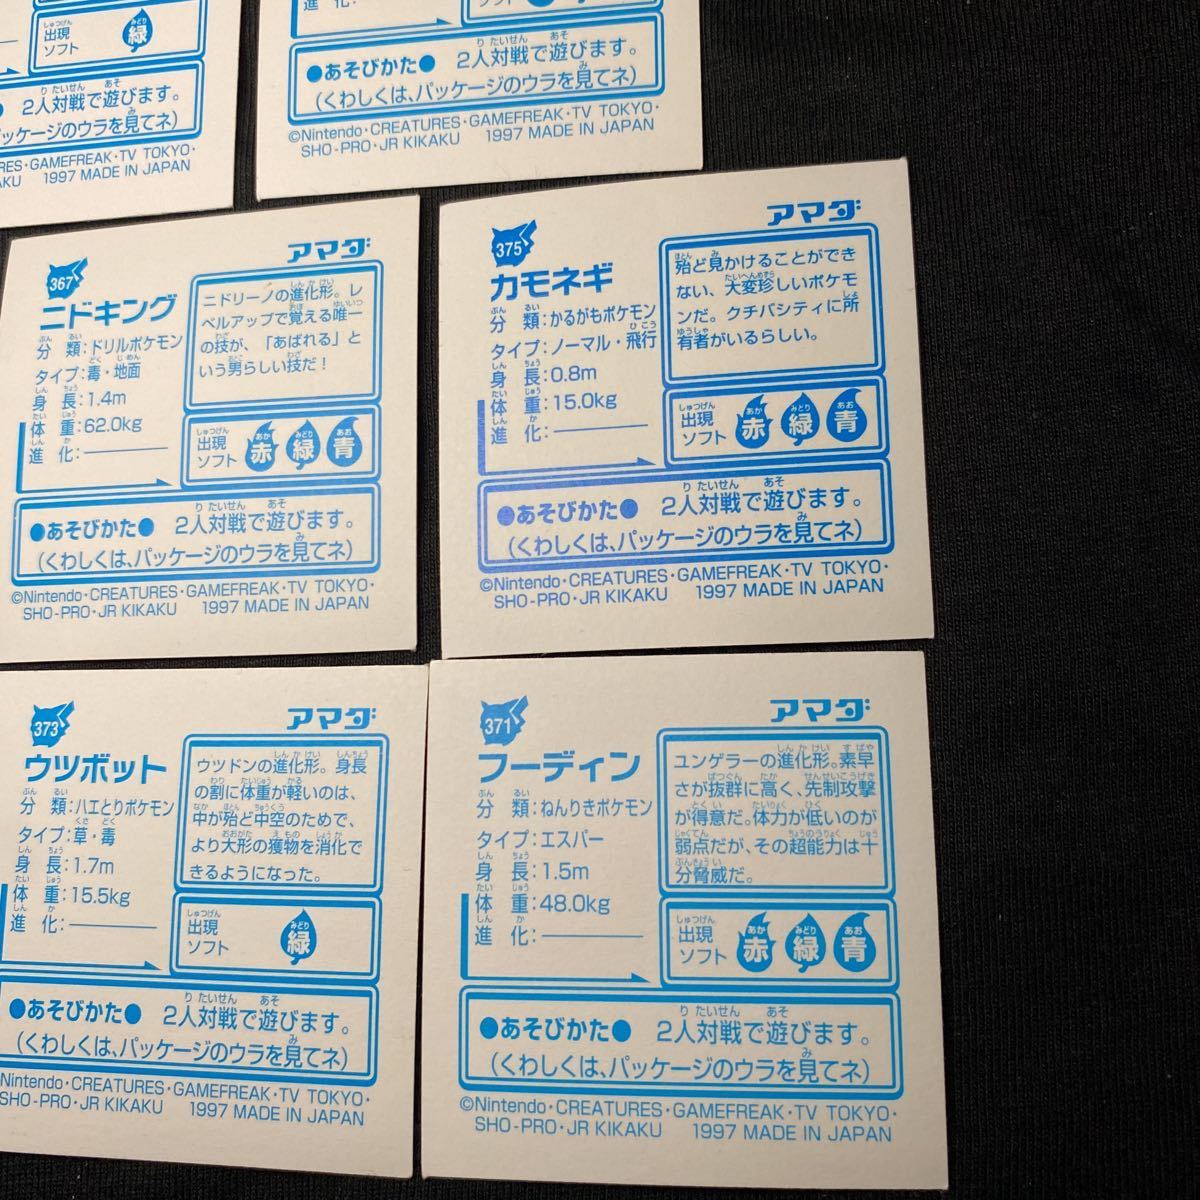 出現
ソフト
緑
2人対戦で遊びます。
パッケージのウラを見てネ)
RES・GAMEFREAK・TV TOKYO・
KAKU 1997 MADE IN JAPAN
進化:
ソフト
●あそびかた● 2人対戦で遊びます。
(くわしくは、パッケージのウラを見てネ)
©Nintendo・CREATURES・GAMEFREAK・TV TOKYO・
SHO-PRO・JR KIKAKU 1997 MADE IN JAPAN
367
アマダ
ニドキング
分類:ドリルポケモン
タイプ:毒・地面
身長:1.4m
体重:62.0kg
進化:
ニドリーノの進化形。レ
ベルアップで覚える唯一
の技が、「あばれる」と
いう男らしい技だ!
出現
ソフト
赤 緑 青
●あそびかた● 2人対戦で遊びます。
(くわしくは、パッケージのウラを見てネ)
©Nintendo・CREATURES・GAMEFREAK・TV TOKYO・
SHO-PRO・JR KIKAKU 1997 MADE IN JAPAN
375
アマダ
カモネギ
分類:かるがもポケモン
タイプ:ノーマル・飛行
身長:0.8m
体重:15.0kg
進化:
殆ど見かけることができ
ない、大変珍しいポケモ
ンだ。クチバシティに所
有者がいるらしい。
出現
ソフト
赤 緑 青
●あそびかた● 2人対戦で遊びます。
(くわしくは、パッケージのウラを見てネ)
©Nintendo・CREATURES・GAMEFREAK・TV TOKYO・
SHO-PRO・JR KIKAKU 1997 MADE IN JAPAN
373
アマダ
ウツボット
分類:ハエとりポケモン
タイプ:草・毒
身長:1.7m
体重:15.5kg
進化:
ウツドンの進化形。身長
の割に体重が軽いのは、
中が殆ど中空のためで、
より大形の獲物を消化で
きるようになった。
出現
ソフト
緑
●あそびかた● 2人対戦で遊びます。
(くわしくは、パッケージのウラを見てネ)
Nintendo・CREATURES・GAMEFREAK・TV TOKYO・
SHO-PRO・JR KIKAKU 1997 MADE IN JAPAN
371
アマダ
フーディン
分類:ねんりきポケモン
タイプ:エスパー
身長:1.5m
体重:48.0kg
進化:
ユンゲラーの進化形。素早
さが抜群に高く、先制攻撃
が得意だ。体力が低いのが
弱点だが、その超能力は十
分脅威だ。
出現
ソフト
赤 緑 青
●あそびかた● 2人対戦で遊びます。
(くわしくは、パッケージのウラを見てネ)
©Nintendo・CREATURES・GAMEFREAK・TV TOKYO・
SHO-PRO・JR KIKAKU 1997 MADE IN JAPAN